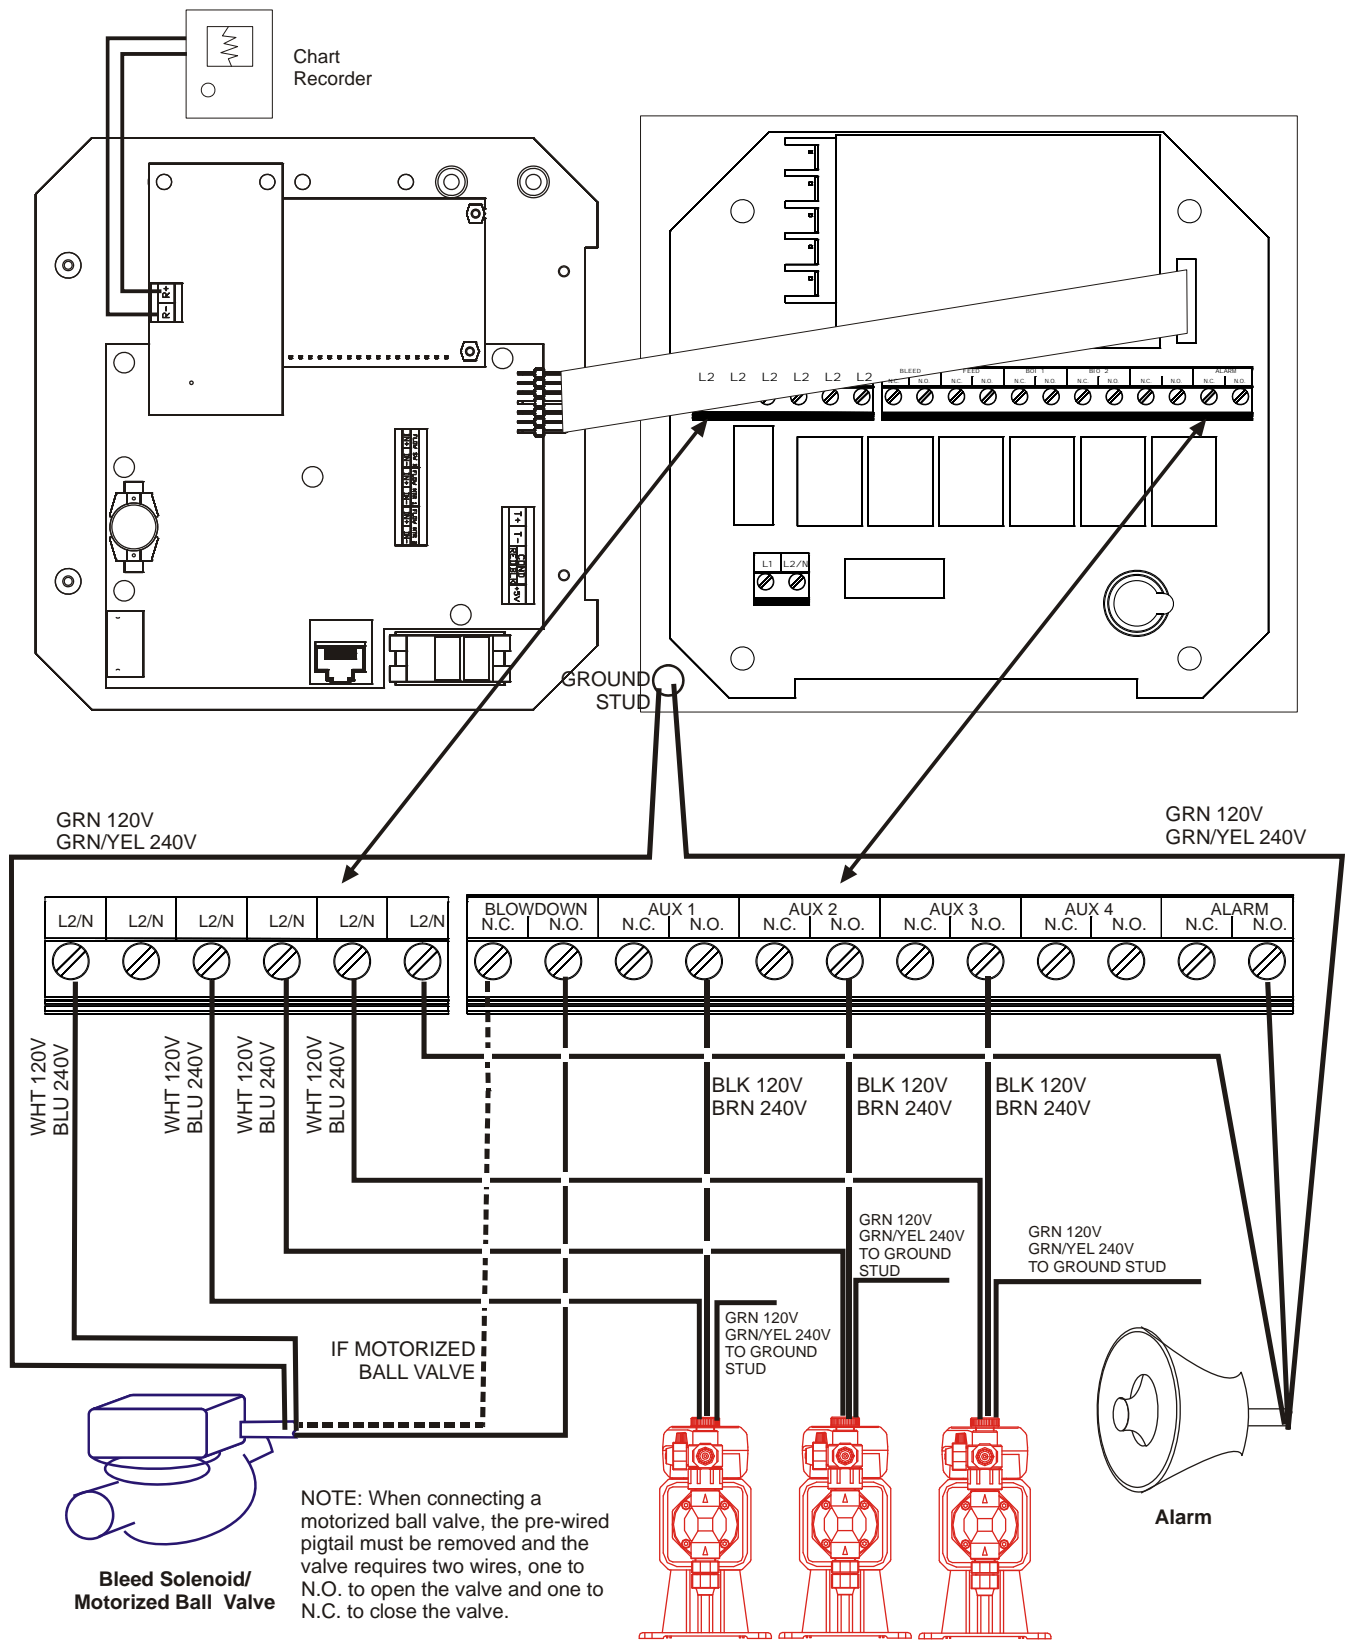 Chart
Recorder
R+
R-
L2 L2 L2 L2 L2 L2
BLEED FEED BOI 1 BIO 2 ALARM
N.C. N.O. N.C. N.O. N.C. N.O. N.C. N.O. N.C. N.O.
T+ T- COND +5V
L1 L2/N
GROUND
STUD
GRN 120V
GRN/YEL 240V
GRN 120V
GRN/YEL 240V
L2/N L2/N L2/N L2/N L2/N L2/N
BLOWDOWN AUX 1 AUX 2 AUX 3 AUX 4 ALARM
N.C. N.O. N.C. N.O. N.C. N.O. N.C. N.O. N.C. N.O. N.C. N.O.
WHT 120V
BLU 240V
WHT 120V
BLU 240V
WHT 120V
BLU 240V
WHT 120V
BLU 240V
BLK 120V
BRN 240V
BLK 120V
BRN 240V
BLK 120V
BRN 240V
GRN 120V
GRN/YEL 240V
TO GROUND
STUD
GRN 120V
GRN/YEL 240V
TO GROUND STUD
GRN 120V
GRN/YEL 240V
TO GROUND
STUD
IF MOTORIZED
BALL VALVE
NOTE: When connecting a
motorized ball valve, the pre-wired
pigtail must be removed and the
valve requires two wires, one to
N.O. to open the valve and one to
N.C. to close the valve.
Bleed Solenoid/
Motorized Ball Valve
Alarm